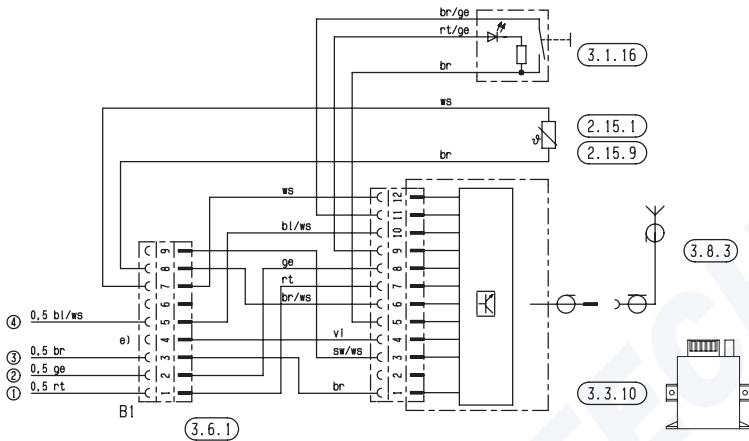 br/ge
rt/ge
br
3.1.16
ws
2.15.1
ϑ
br
2.15.9
ws
12
11
bl/ws
10
3.8.3
9
9
ge
8
8
rt
7
7
br/ws
6
6
④ 0,5 bl/ws
5
5
e)
4
vi
4
③ 0,5 br
3
sw/ws
3
② 0,5 ge
2
2
① 0,5 rt
1
br
1
3.3.10
B1
3.6.1
TECH